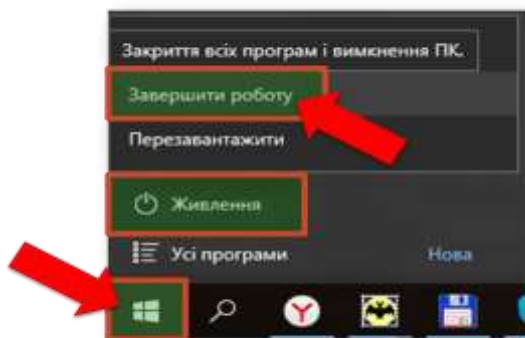 Закриття всіх програм і вимкнення ПК.
Завершити роботу
Перезавантажити
Живлення
Усі програми Нова